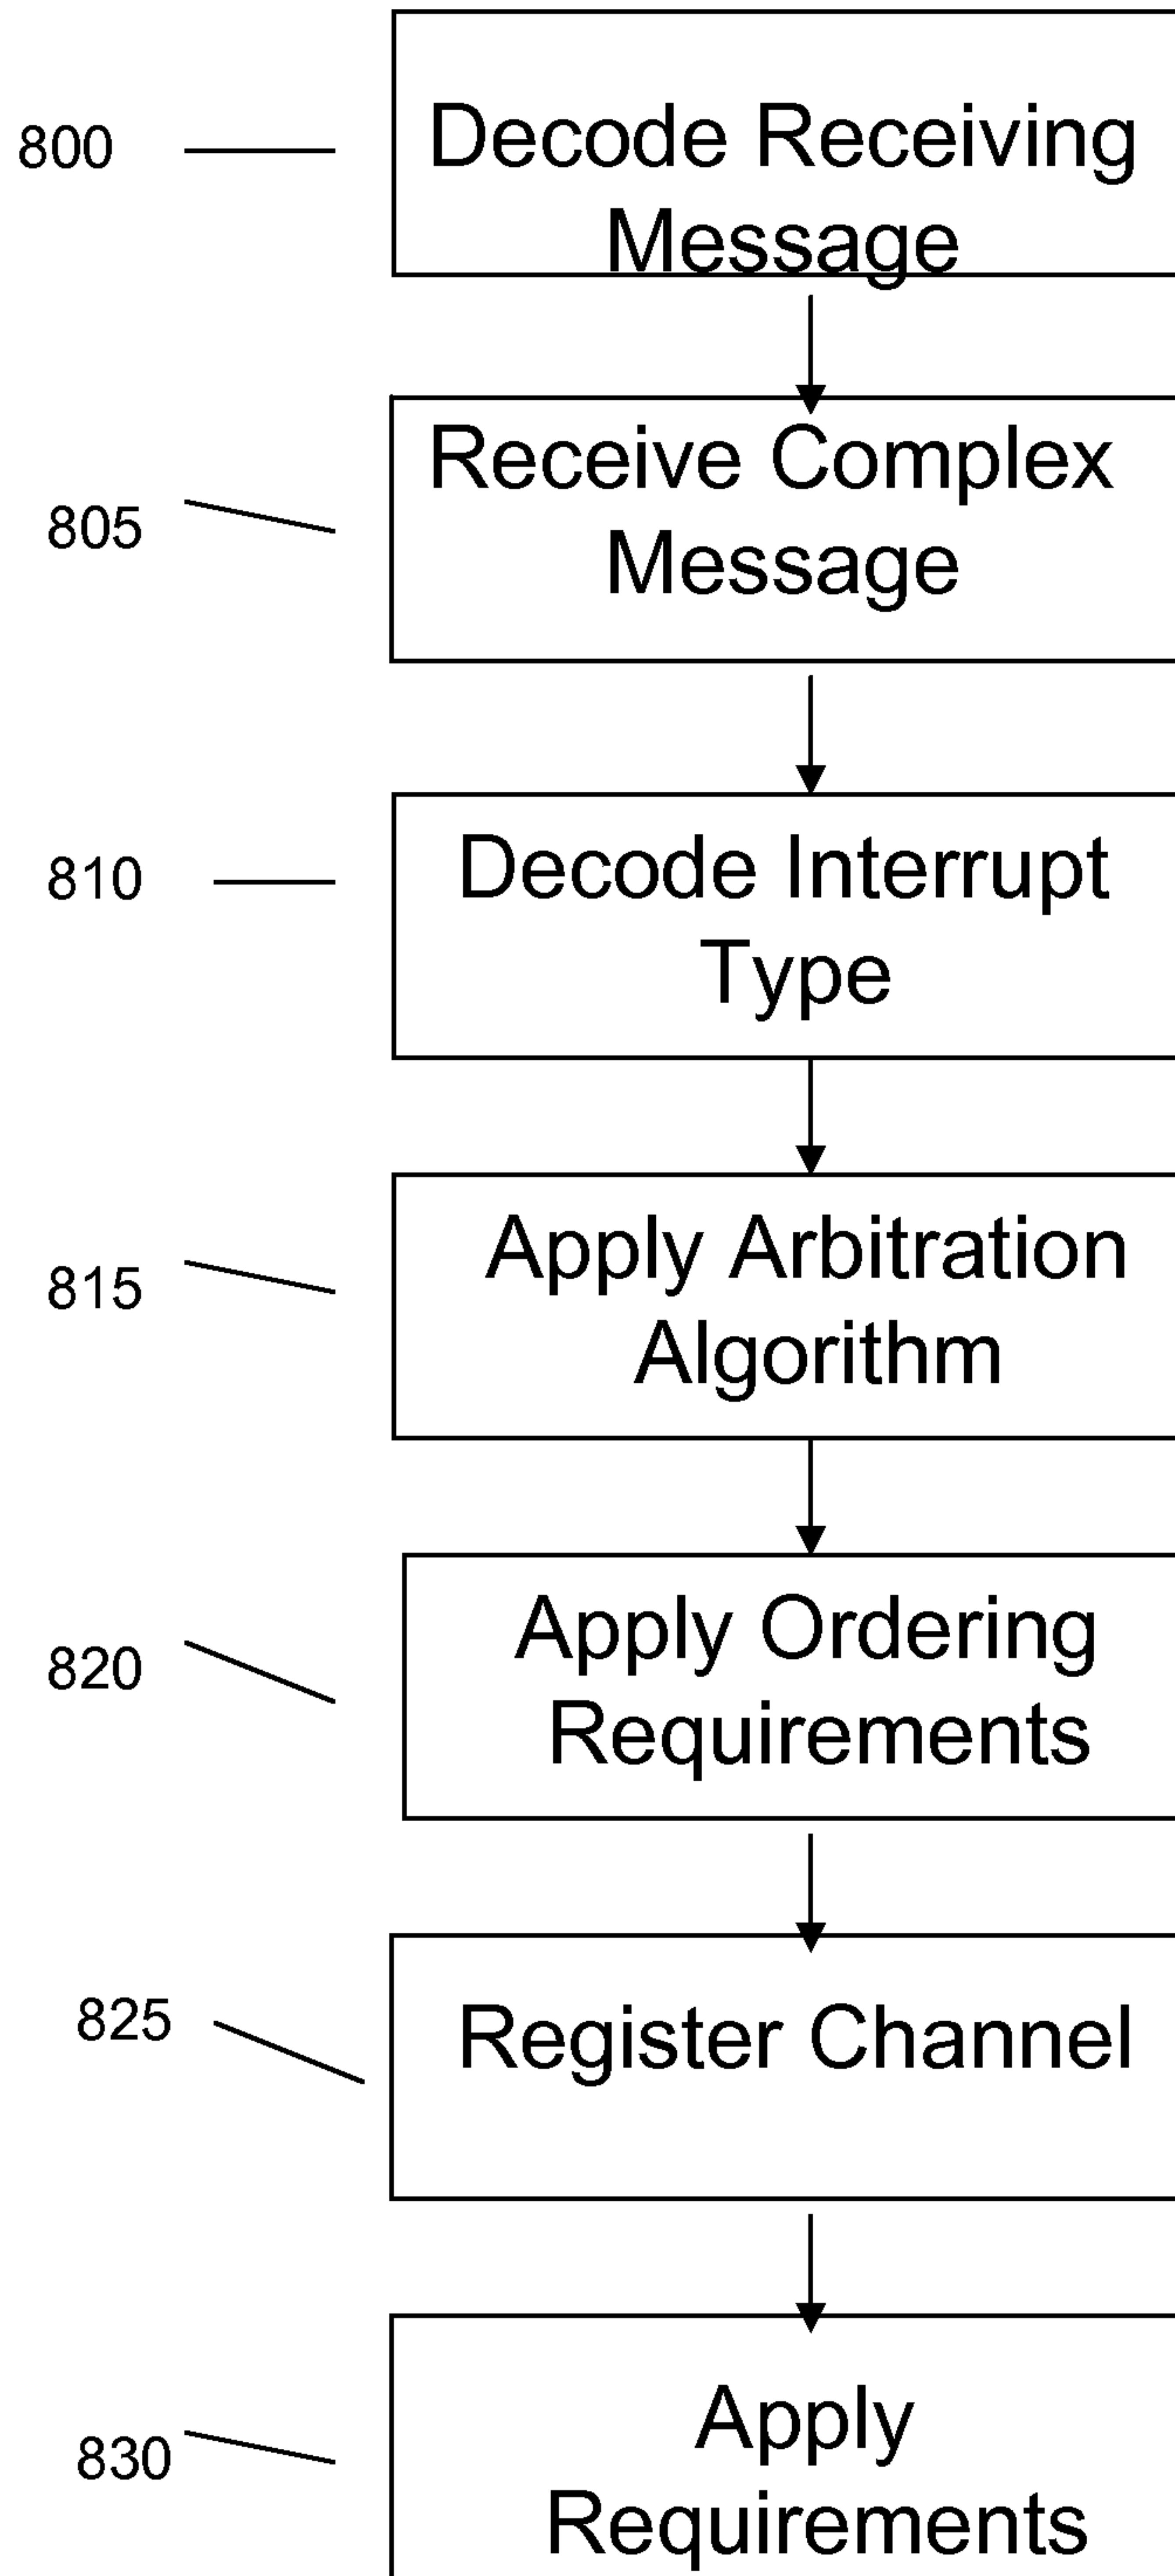 800
Decode Receiving
Message
805
Receive Complex
Message
810
Decode Interrupt
Type
815
Apply Arbitration
Algorithm
820
Apply Ordering
Requirements
825
Register Channel
830
Apply
Requirements